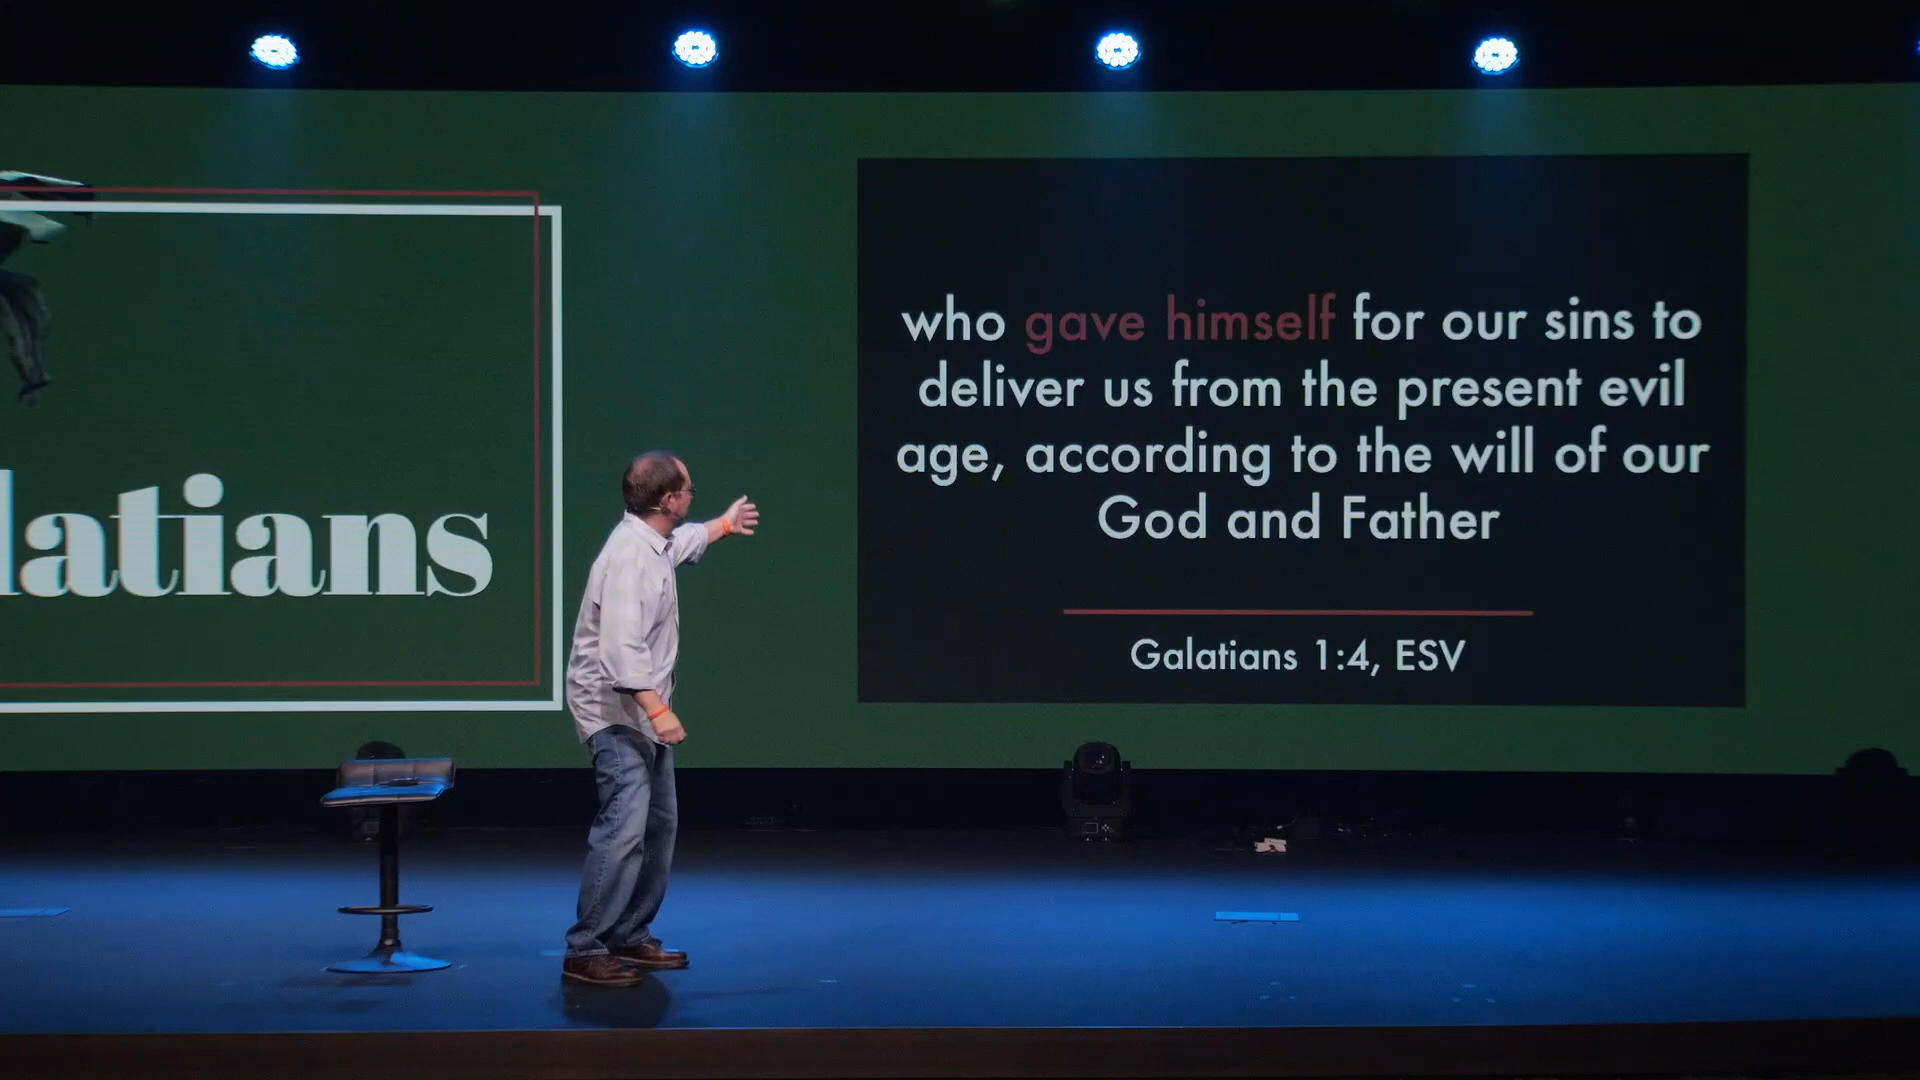 latians
who gave himself for our sins to
deliver us from the present evil
age, according to the will of our
God and Father
Galatians 1:4, ESV